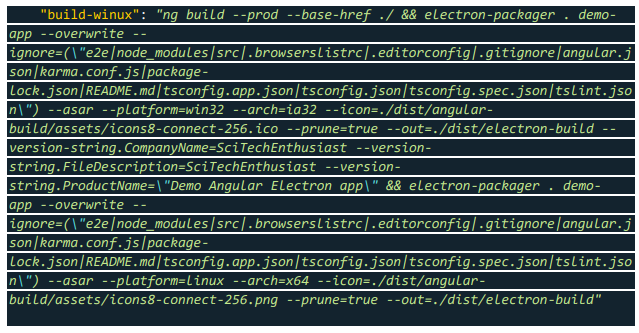 "build-winux": "ng build --prod --base-href ./ && electron-packager . demo-
app --overwrite --
ignore=(\"e2e|node_modules|src|.browserslistrc|.editorconfig|.gitignore|angular.j
son|karma.conf.js|package-
lock.json|README.md|tsconfig.app.json|tsconfig.json|tsconfig.spec.json|tslint.jso
n\") --asar --platform=win32 --arch=ia32 --icon=./dist/angular-
build/assets/icons8-connect-256.ico --prune=true --out=./dist/electron-build --
version-string.CompanyName=SciTechEnthusiast --version-
string.FileDescription=SciTechEnthusiast --version-
string.ProductName=\"Demo Angular Electron app\" && electron-packager . demo-
app --overwrite --
ignore=(\"e2e|node_modules|src|.browserslistrc|.editorconfig|.gitignore|angular.j
son|karma.conf.js|package-
lock.json|README.md|tsconfig.app.json|tsconfig.json|tsconfig.spec.json|tslint.jso
n\") --asar --platform=linux --arch=x64 --icon=./dist/angular-
build/assets/icons8-connect-256.png --prune=true --out=./dist/electron-build"